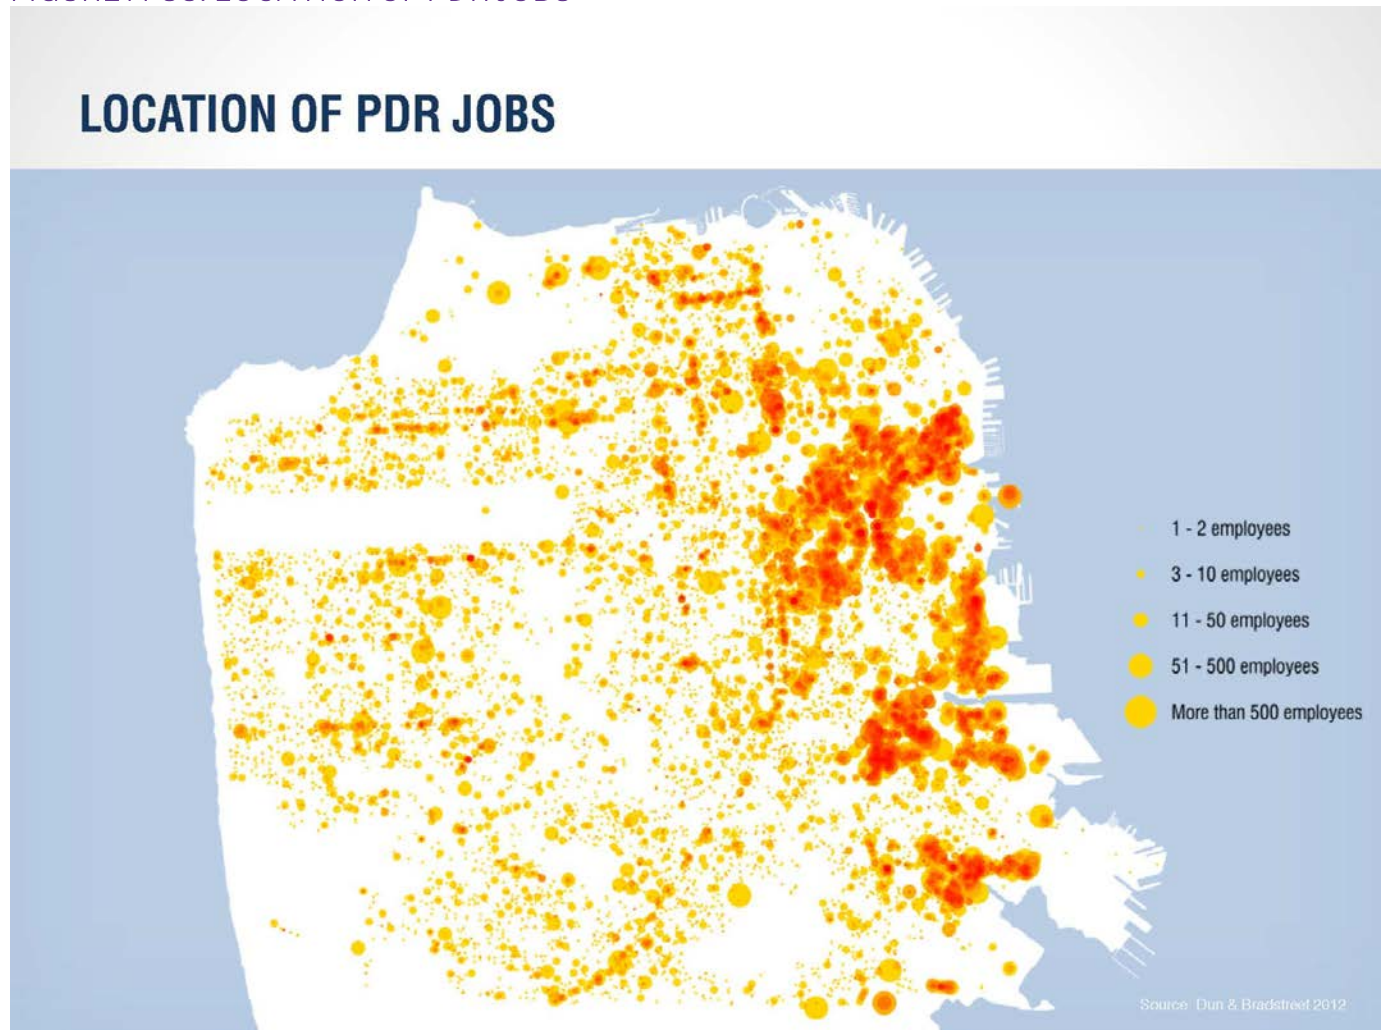 LOCATION OF PDR JOBS
1 - 2 employees
3 - 10 employees
11 - 50 employees
51 - 500 employees
More than 500 employees
Source: Dun & Bradstreet 2012